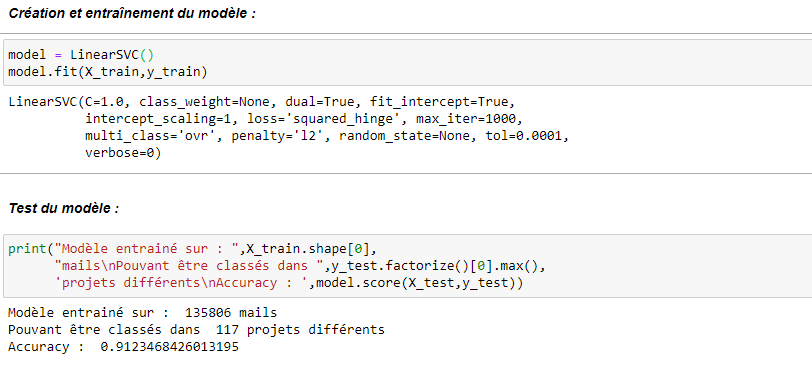 Création et entraînement du modèle :
model = LinearSVC()
model.fit(X_train,y_train)
LinearSVC(C=1.0, class_weight=None, dual=True, fit_intercept=True,
intercept_scaling=1, loss='squared_hinge', max_iter=1000,
multi_class='ovr', penalty='l2', random_state=None, tol=0.0001,
verbose=0)
Test du modèle :
print("Modèle entrainé sur : ",X_train.shape[0],
"mails\nPouvant être classés dans ",y_test.factorize()[0].max(),
'projets différents\nAccuracy : ',model.score(X_test,y_test))
Modèle entrainé sur :  135806 mails
Pouvant être classés dans  117 projets différents
Accuracy :  0.9123468426013195